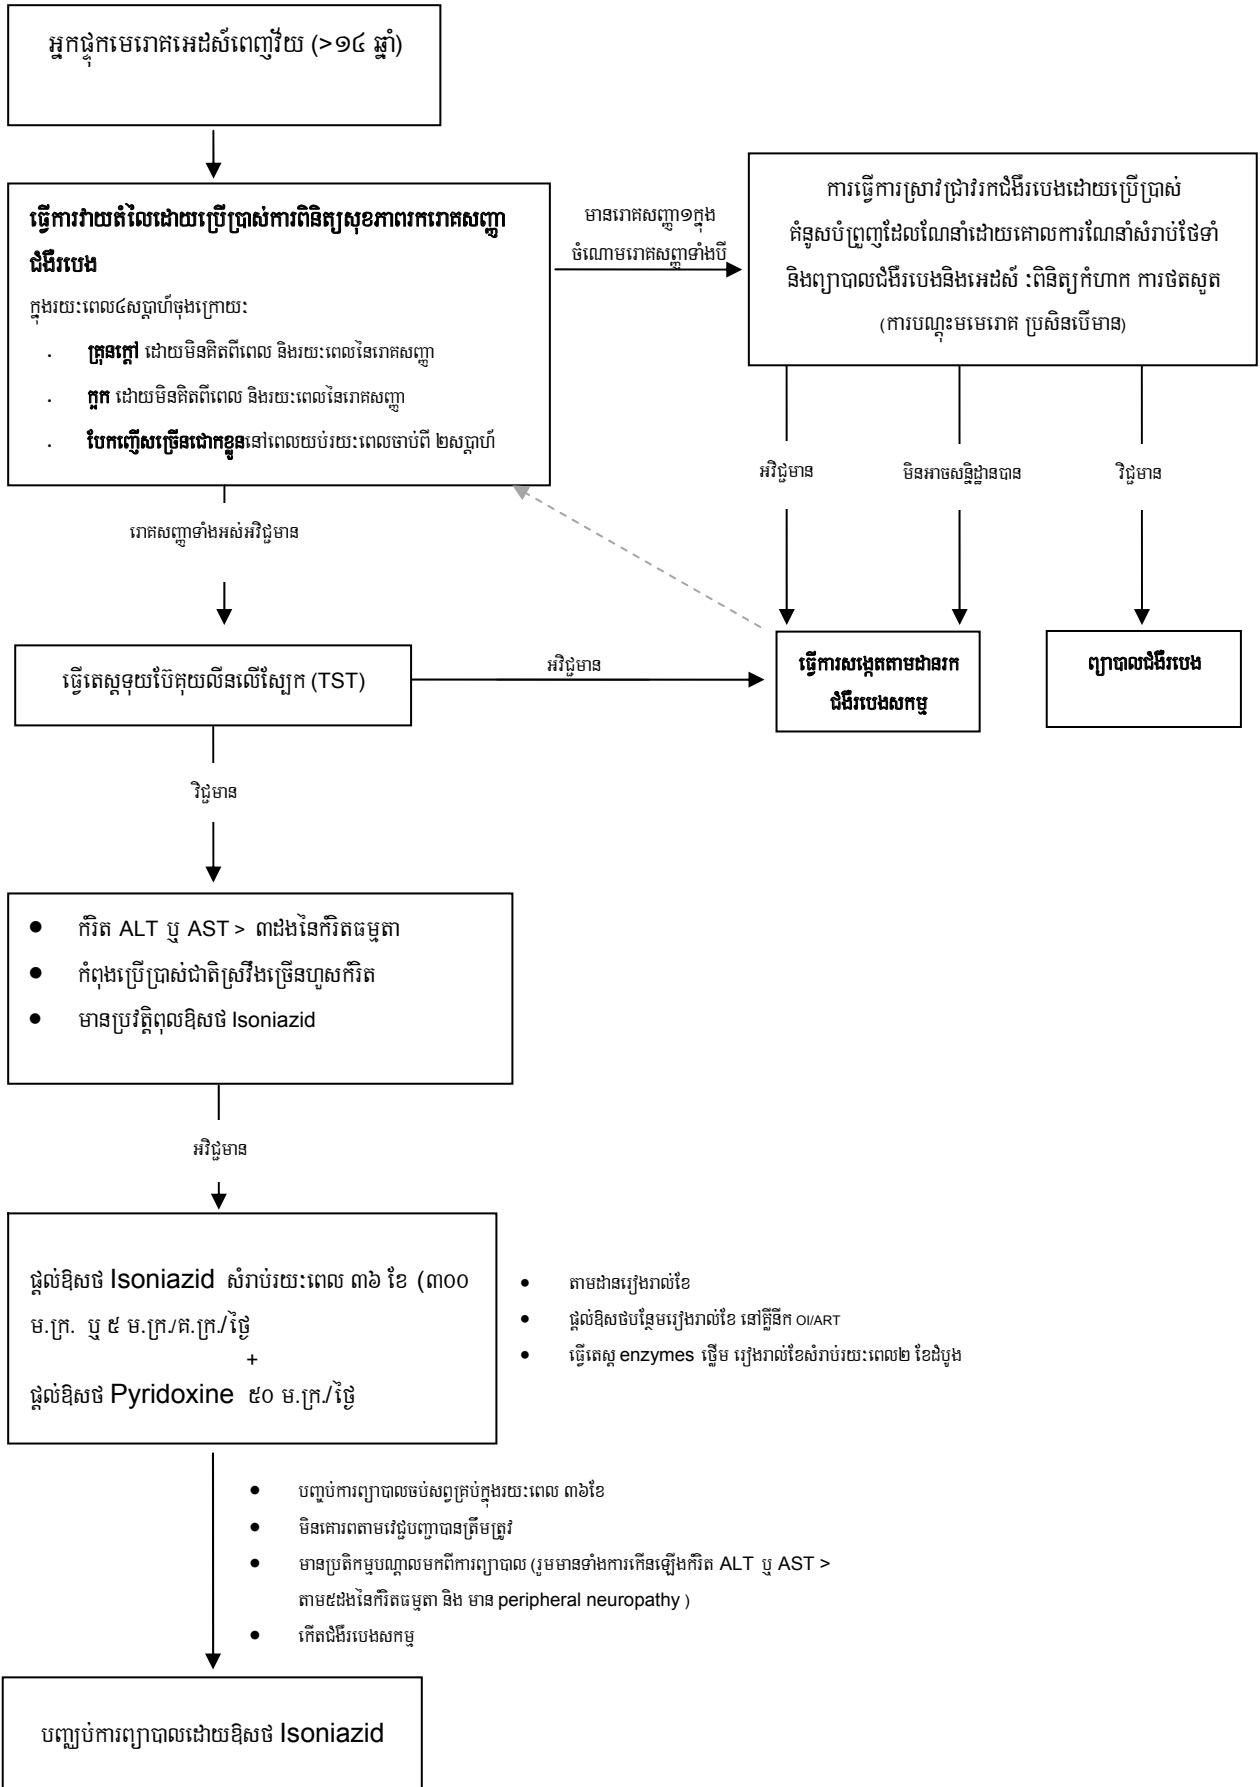 អ្នកផ្ទុកមេរោគអេដស៍ពេញវ័យ (>១៤ ឆ្នាំ)
ធ្វើការវាយតំលៃដោយប្រើប្រាស់ការពិនិត្យសុខភាពរករោគសញ្ញា
ជំងឺរបេង
ក្នុងរយៈពេល៤សប្តាហ៍ចុងក្រោយៈ
. គ្រុនក្តៅ ដោយមិនគិតពីពេល និងរយៈពេលនៃរោគសញ្ញា
. ក្អក ដោយមិនគិតពីពេល និងរយៈពេលនៃរោគសញ្ញា
. បែកញើសច្រើនជោកខ្លួននៅពេលយប់រយៈពេលចាប់ពី ២សប្តាហ៍
មានរោគសញ្ញា១ក្នុង
ចំណោមរោគសញ្ញាទាំងបី
ការធ្វើការស្រាវជ្រាវរកជំងឺរបេងដោយប្រើប្រាស់
គំនូសបំព្រួញដែលណែនាំដោយគោលការណែនាំសំរាប់ថែទាំ
និងព្យាបាលជំងឺរបេងនិងអេដស៍ ៈពិនិត្យកំហាក ការថតសួត
(ការបណ្តុះមមេរោគ ប្រសិនបើមាន)
អវិជ្ជមាន
មិនអាចសន្និដ្ឋានបាន
វិជ្ជមាន
រោគសញ្ញាទាំងអស់អវិជ្ជមាន
ធ្វើតេស្តទុយប៊ែគុយលីនលើស្បែក (TST)
អវិជ្ជមាន
ធ្វើការសង្កេតតាមដានរក
ជំងឺរបេងសកម្ម
ព្យាបាលជំងឺរបេង
វិជ្ជមាន
● កំរិត ALT ឬ AST > ៣ដងនៃកំរិតធម្មតា
● កំពុងប្រើប្រាស់ជាតិស្រវឹងច្រើនហួសកំរិត
● មានប្រវត្តិពុលឱសថ Isoniazid
អវិជ្ជមាន
ផ្តល់ឱសថ Isoniazid សំរាប់រយៈពេល ៣៦ ខែ (៣០០
ម.ក្រ. ឬ ៥ ម.ក្រ./គ.ក្រ./ថ្ងៃ
+
ផ្តល់ឱសថ Pyridoxine ៥០ ម.ក្រ./ថ្ងៃ
● តាមដានរៀងរាល់ខែ
● ផ្តល់ឱសថបន្ថែមរៀងរាល់ខែ នៅគ្លីនីក OI/ART
● ធ្វើតេស្ត enzymes ថ្លើម រៀងរាល់ខែសំរាប់រយៈពេល២ ខែដំបូង
● បញ្ចប់ការព្យាបាលចប់សព្វគ្រប់ក្នុងរយៈពេល ៣៦ខែ
● មិនគោរពតាមវេជ្ជបញ្ជាបានត្រឹមត្រូវ
● មានប្រតិកម្មបណ្តាលមកពីការព្យាបាល (រួមមានទាំងការកើនឡើងកំរិត ALT ឬ AST >
តាម៥ដងនៃកំរិតធម្មតា និង មាន peripheral neuropathy )
● កើតជំងឺរបេងសកម្ម
បញ្ឈប់ការព្យាបាលដោយឱសថ Isoniazid